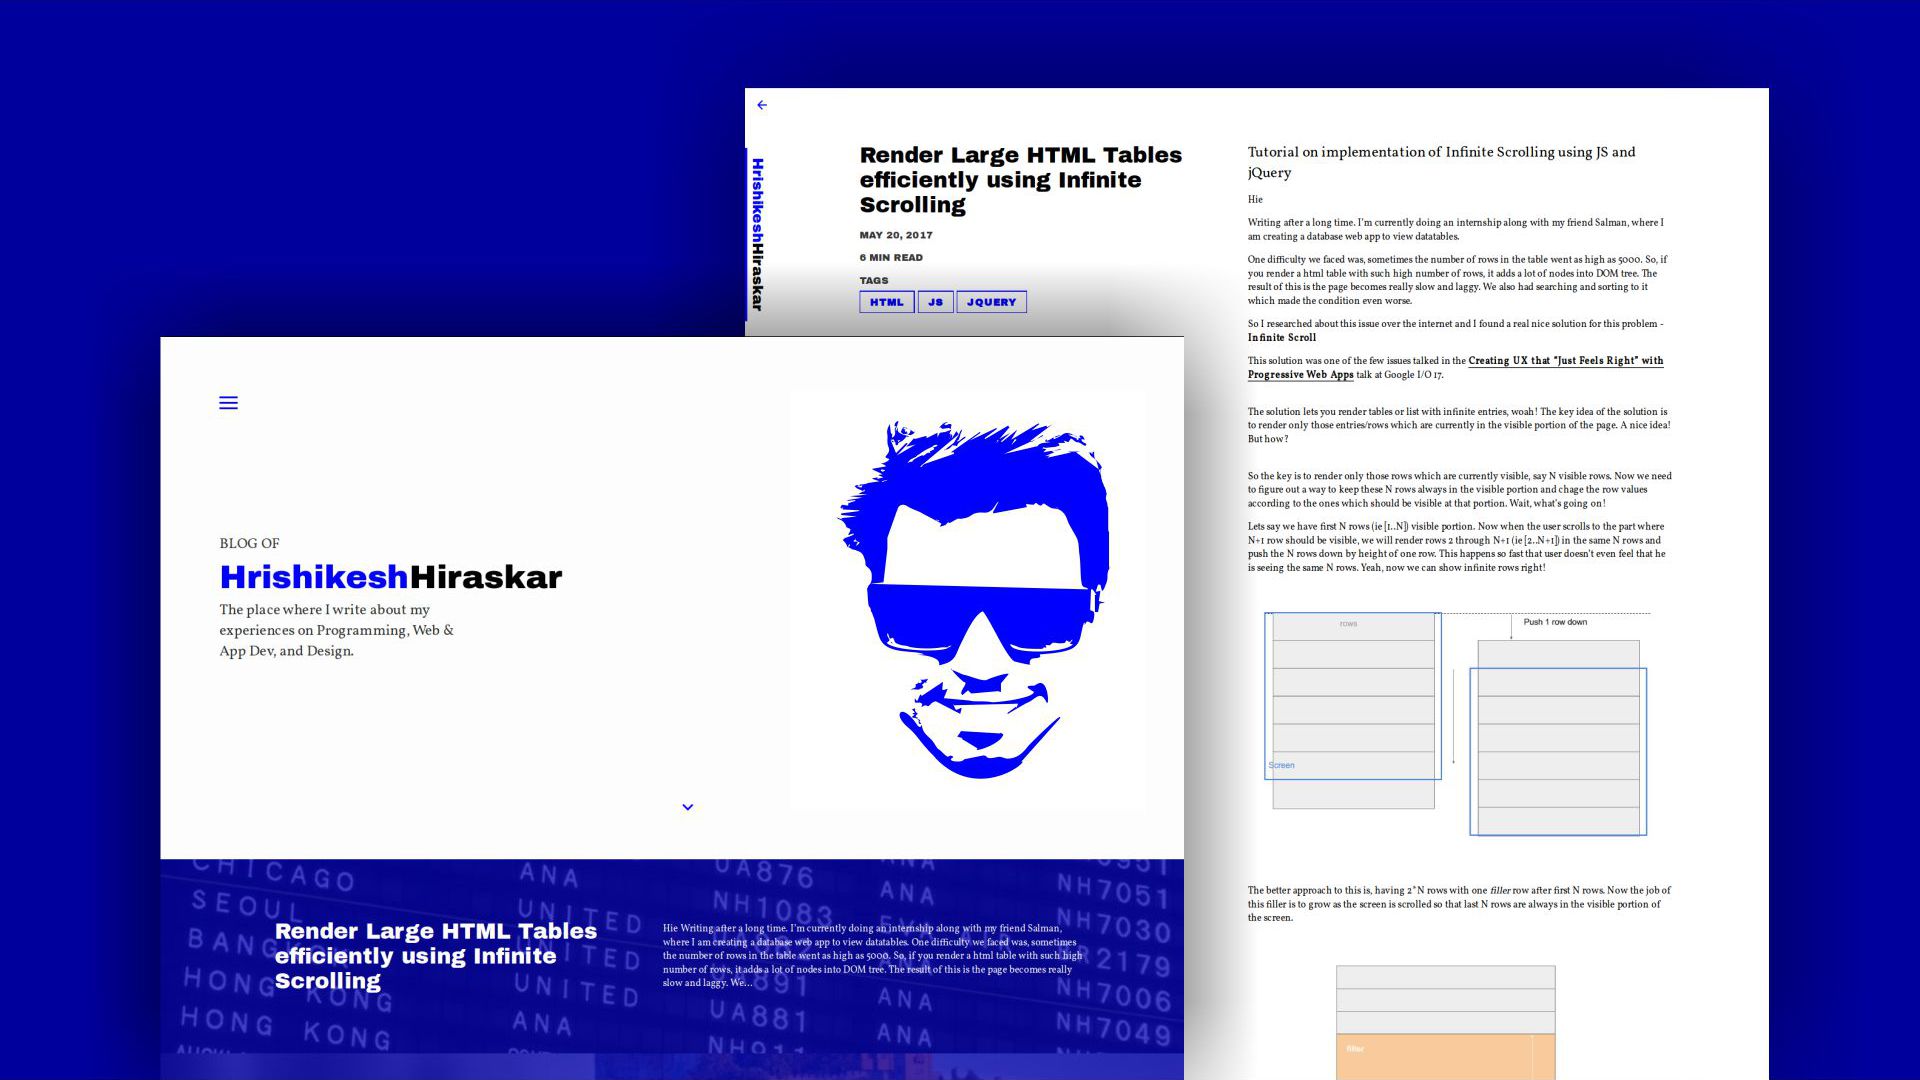 HrishikeshHiraskar
Render Large HTML Tables
efficiently using Infinite
Scrolling
MAY 20, 2017
6 MIN READ
TAGS
HTML
JS
JQUERY
Tutorial on implementation of Infinite Scrolling using JS and
jQuery
Hie
Writing after a long time. I'm currently doing an internship along with my friend Salman, where I
am creating a database web app to view datatables.
One difficulty we faced was, sometimes the number of rows in the table went as high as 5000. So, if
you render a html table with such high number of rows, it adds a lot of nodes into DOM tree. The
result of this is the page becomes really slow and laggy. We also had searching and sorting to it
which made the condition even worse.
So I researched about this issue over the internet and I found a real nice solution for this problem -
Infinite Scroll
This solution was one of the few issues talked in the Creating UX that "Just Feels Right" with
Progressive Web Apps talk at Google I/O 17.
The solution lets you render tables or list with infinite entries, woah! The key idea of the solution is
to render only those entries/rows which are currently in the visible portion of the page. A nice idea!
But how?
So the key is to render only those rows which are currently visible, say N visible rows. Now we need
to figure out a way to keep these N rows always in the visible portion and chage the row values
according to the ones which should be visible at that portion. Wait, what's going on!
Lets say we have first N rows (ie [1..N]) visible portion. Now when the user scrolls to the part where
N+1 row should be visible, we will render rows 2 through N+1 (ie [2..N+1]) in the same N rows and
push the N rows down by height of one row. This happens so fast that user doesn't even feel that he
is seeing the same N rows. Yeah, now we can show infinite rows right!
rows
Push 1 row down
Screen
The better approach to this is, having 2*N rows with one filler row after first N rows. Now the job of
this filler is to grow as the screen is scrolled so that last N rows are always in the visible portion of
the screen.
filler
BLOG OF
HrishikeshHiraskar
The place where I write about my
experiences on Programming, Web &
App Dev, and Design.
Render Large HTML Tables
efficiently using Infinite
Scrolling
Hie Writing after a long time. I'm currently doing an internship along with my friend Salman,
where I am creating a database web app to view datatables. One difficulty we faced was, sometimes
the number of rows in the table went as high as 5000. So, if you render a html table with such high
number of rows, it adds a lot of nodes into DOM tree. The result of this is the page becomes really
slow and laggy. We...
CHICAGO ANA UA876 ANA NH7051
SEOUL UNITED NH1083 EVA AIR NH7030
BANGKOK UNITED
HONG KONG UNITED ANA NH7006
HONG KONG ANA UA881 ANA NH7049